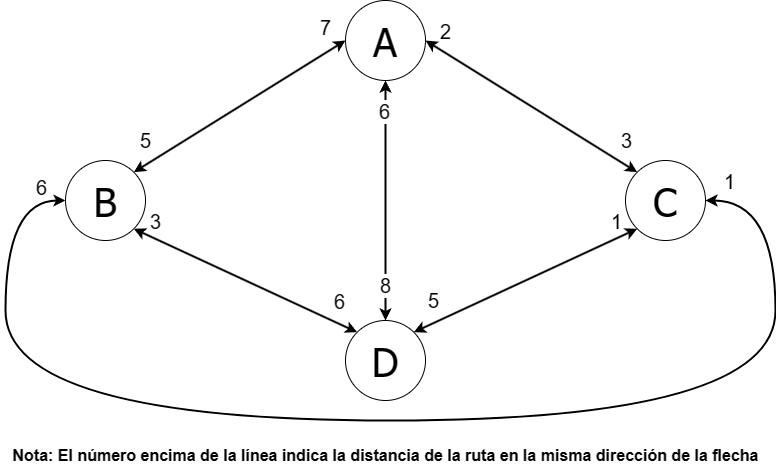 7
A
2
6
5
3
6
B
3
1
C
1
8
6
5
D
Nota: El número encima de la línea indica la distancia de la ruta en la misma dirección de la flecha